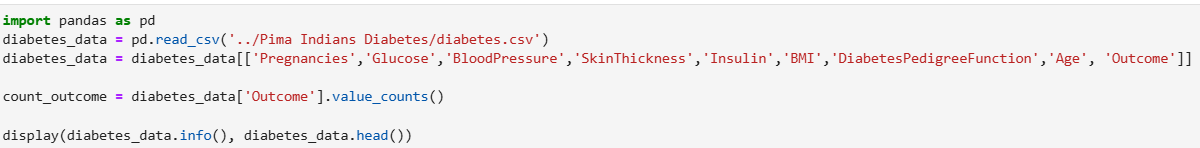 import pandas as pd
diabetes_data = pd.read_csv('../Pima Indians Diabetes/diabetes.csv')
diabetes_data = diabetes_data[['Pregnancies','Glucose','BloodPressure','SkinThickness','Insulin','BMI','DiabetesPedigreeFunction','Age', 'Outcome']]
count_outcome = diabetes_data['Outcome'].value_counts()
display(diabetes_data.info(), diabetes_data.head())